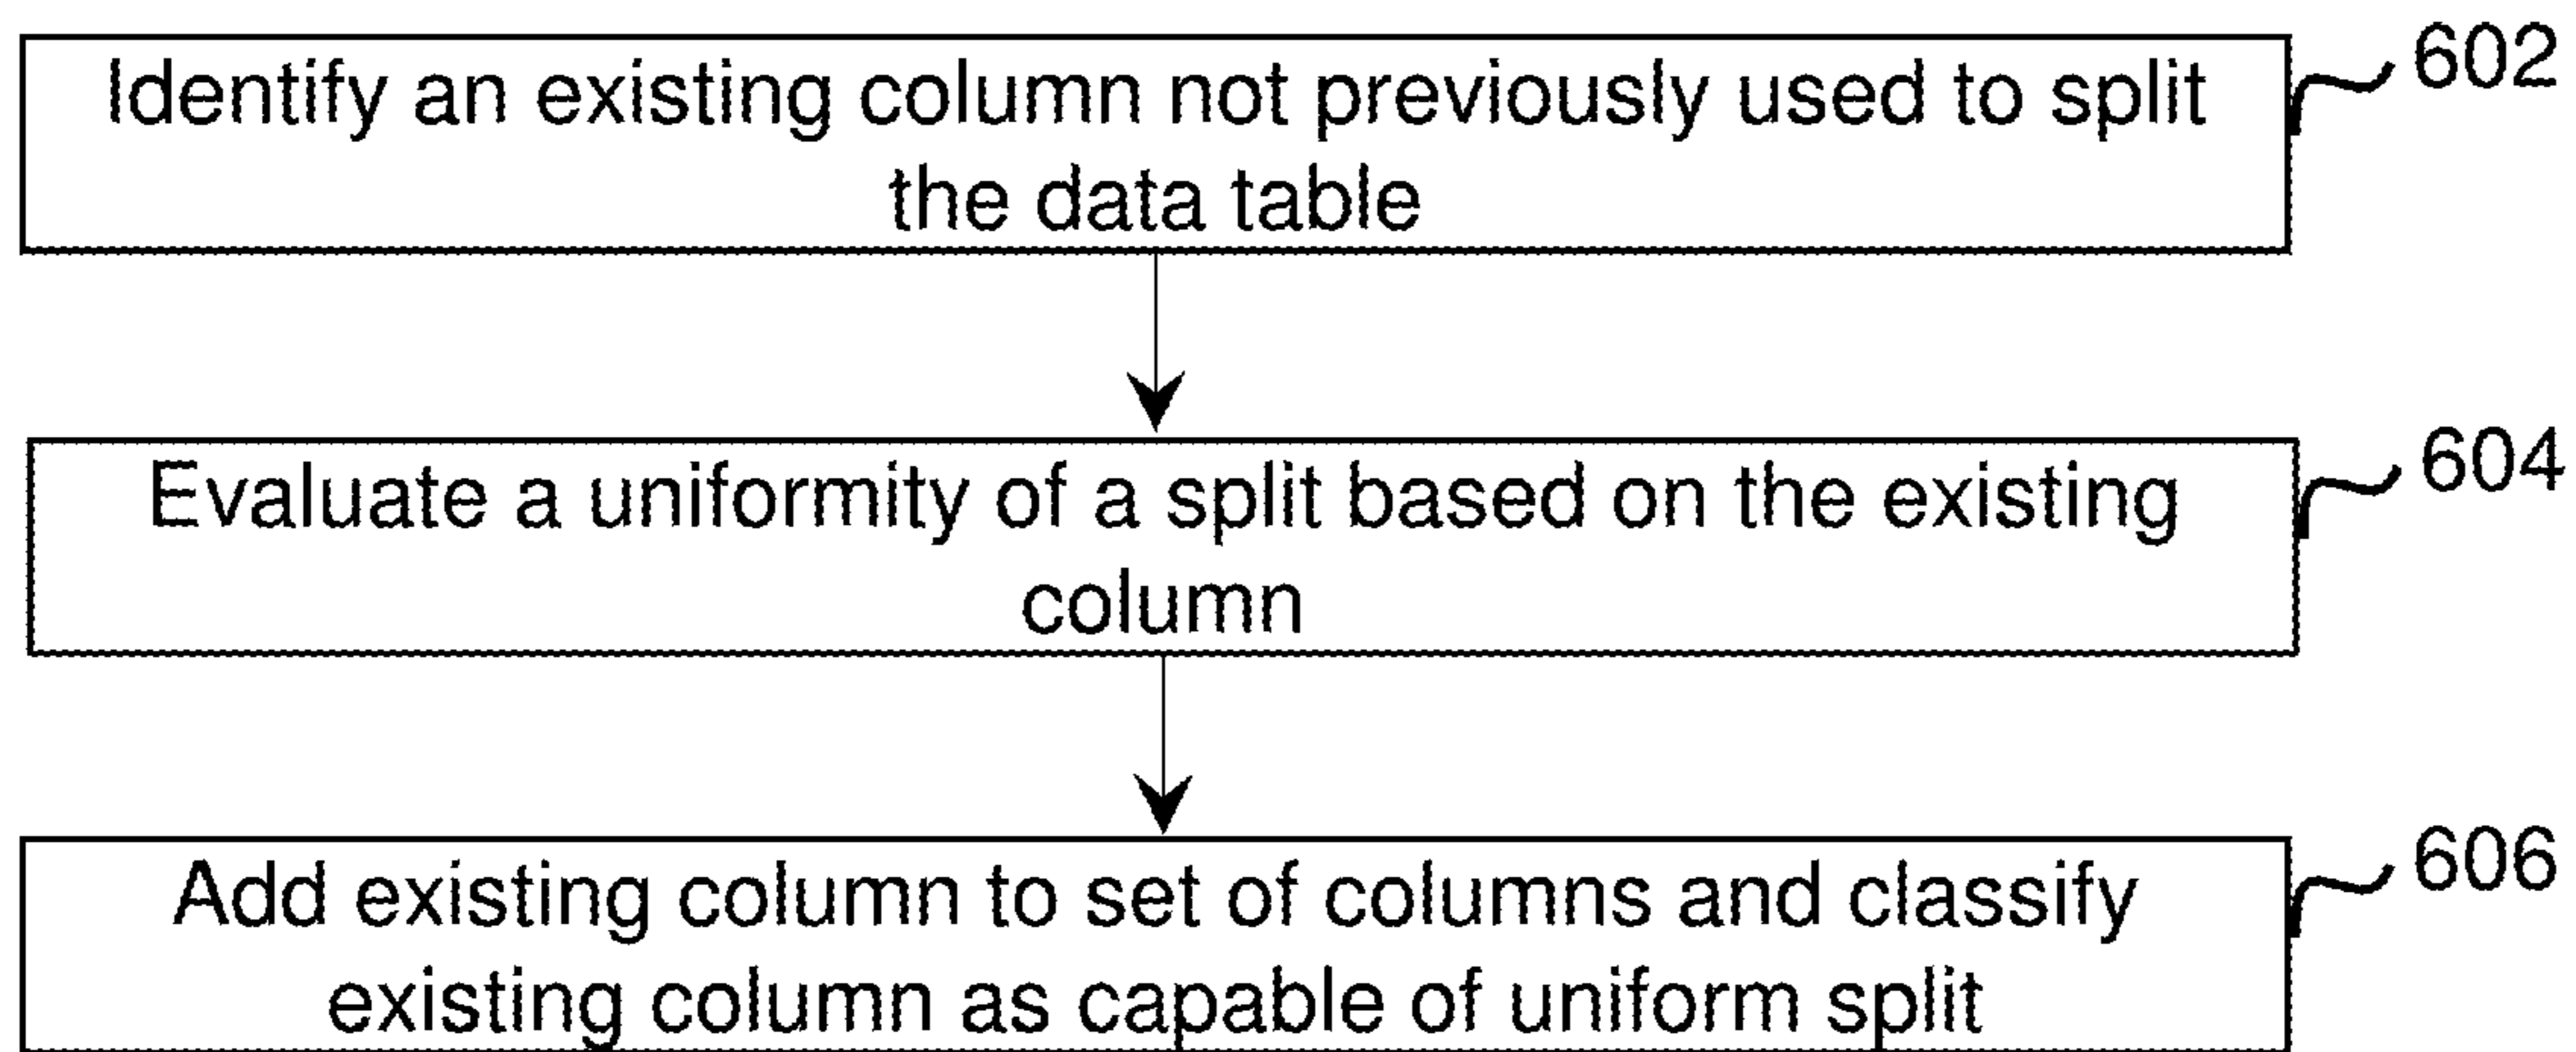 Identify an existing column not previously used to split
the data table
602
Evaluate a uniformity of a split based on the existing
column
604
Add existing column to set of columns and classify
existing column as capable of uniform split
606